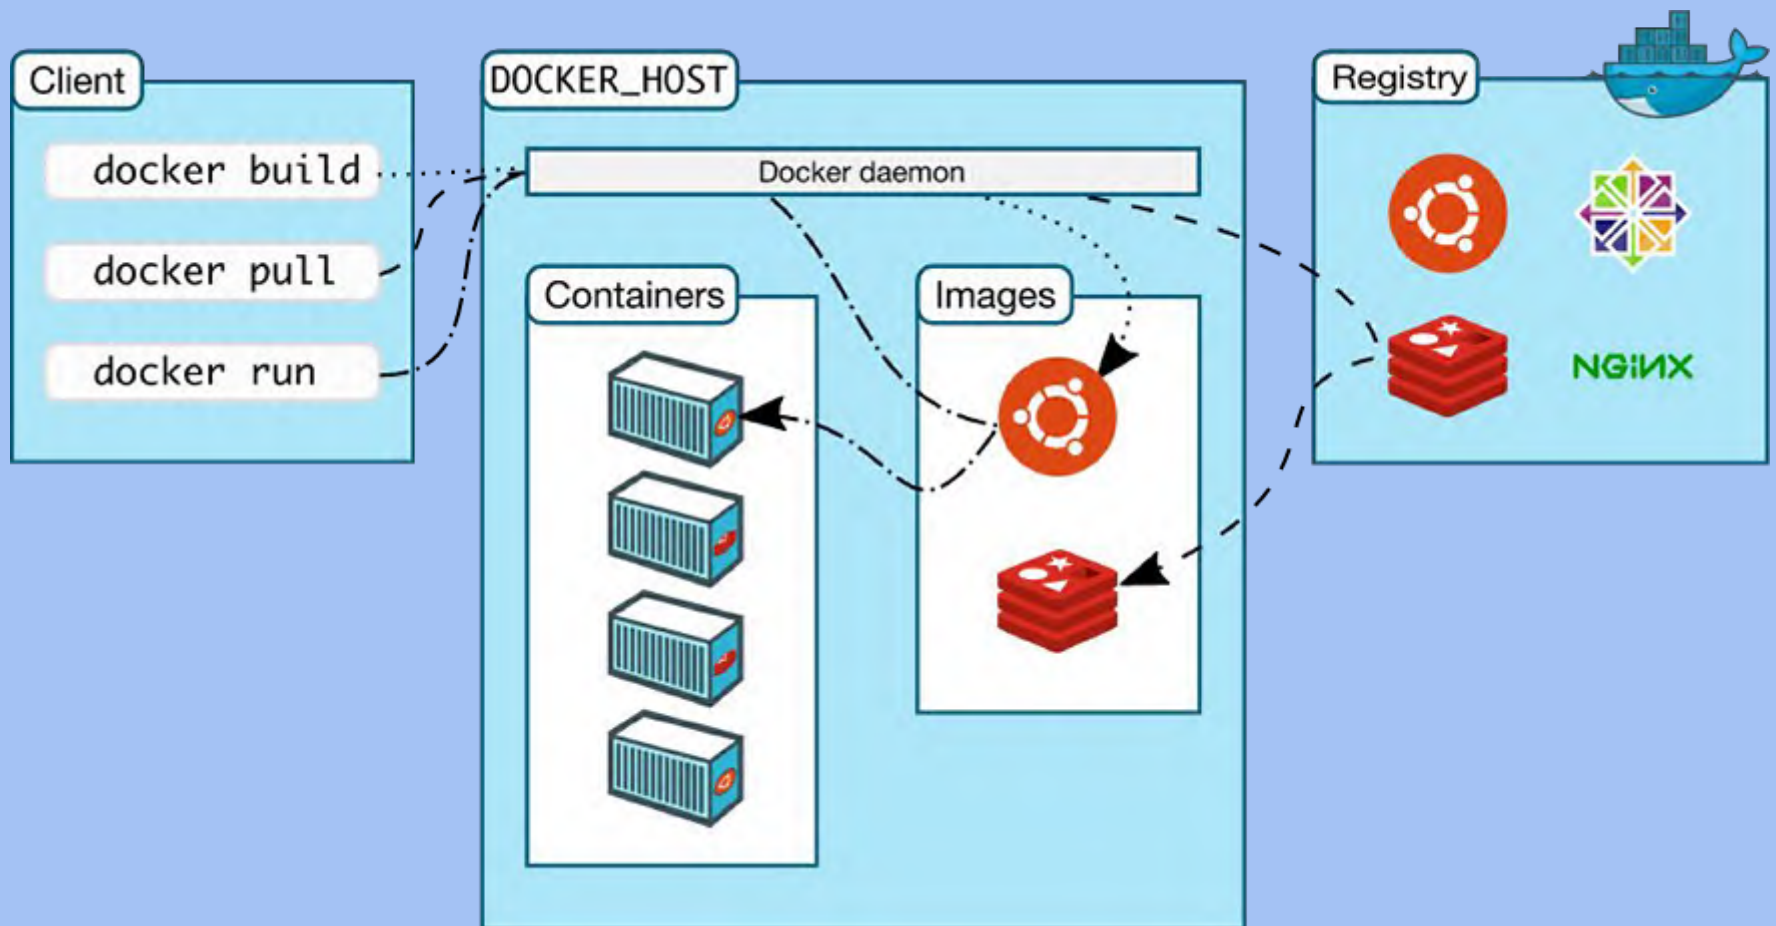 Client
docker build
docker pull
docker run
DOCKER_HOST
Docker daemon
Containers
Images
Registry
NGiNX